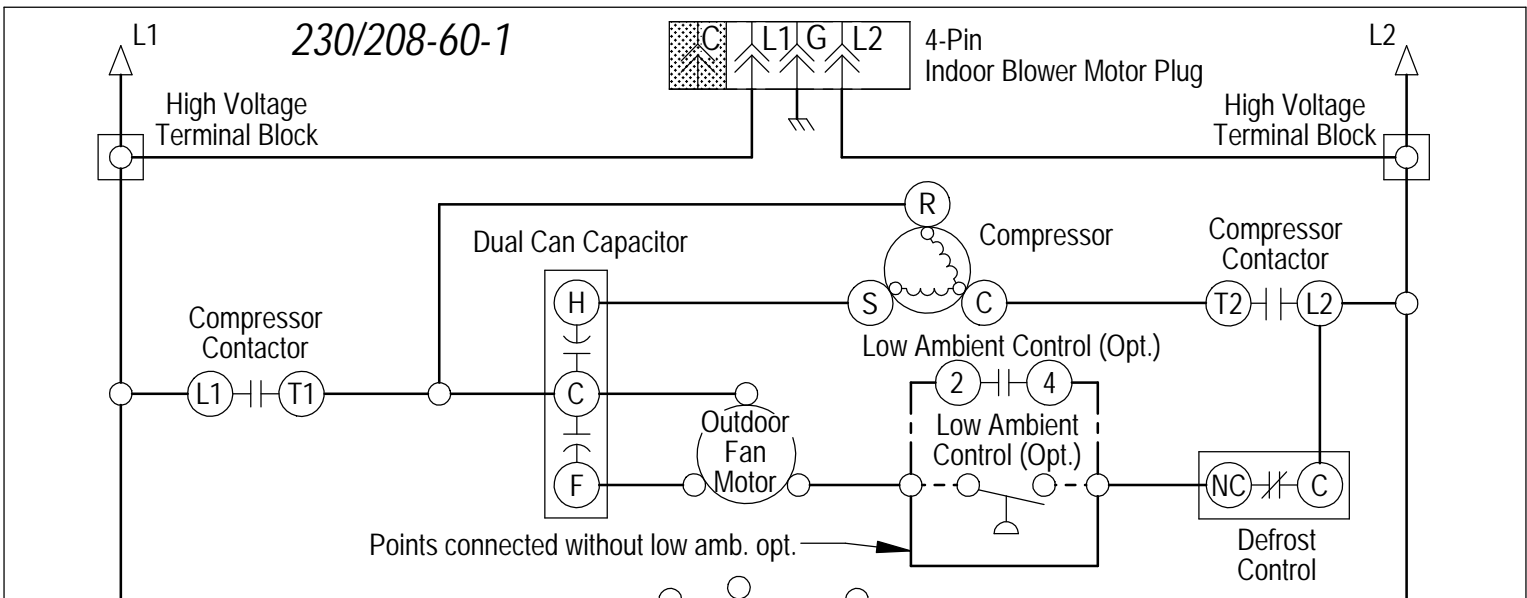 L1
230/208-60-1
C L1 G L2
4-Pin
Indoor Blower Motor Plug
L2
High Voltage
Terminal Block
High Voltage
Terminal Block
R
Dual Can Capacitor
Compressor
Compressor
Contactor
H
S
C
T2
L2
Compressor
Contactor
Low Ambient Control (Opt.)
L1
T1
C
2
4
Outdoor
Fan
Motor
Low Ambient
Control (Opt.)
F
NC
C
Points connected without low amb. opt.
Defrost
Control